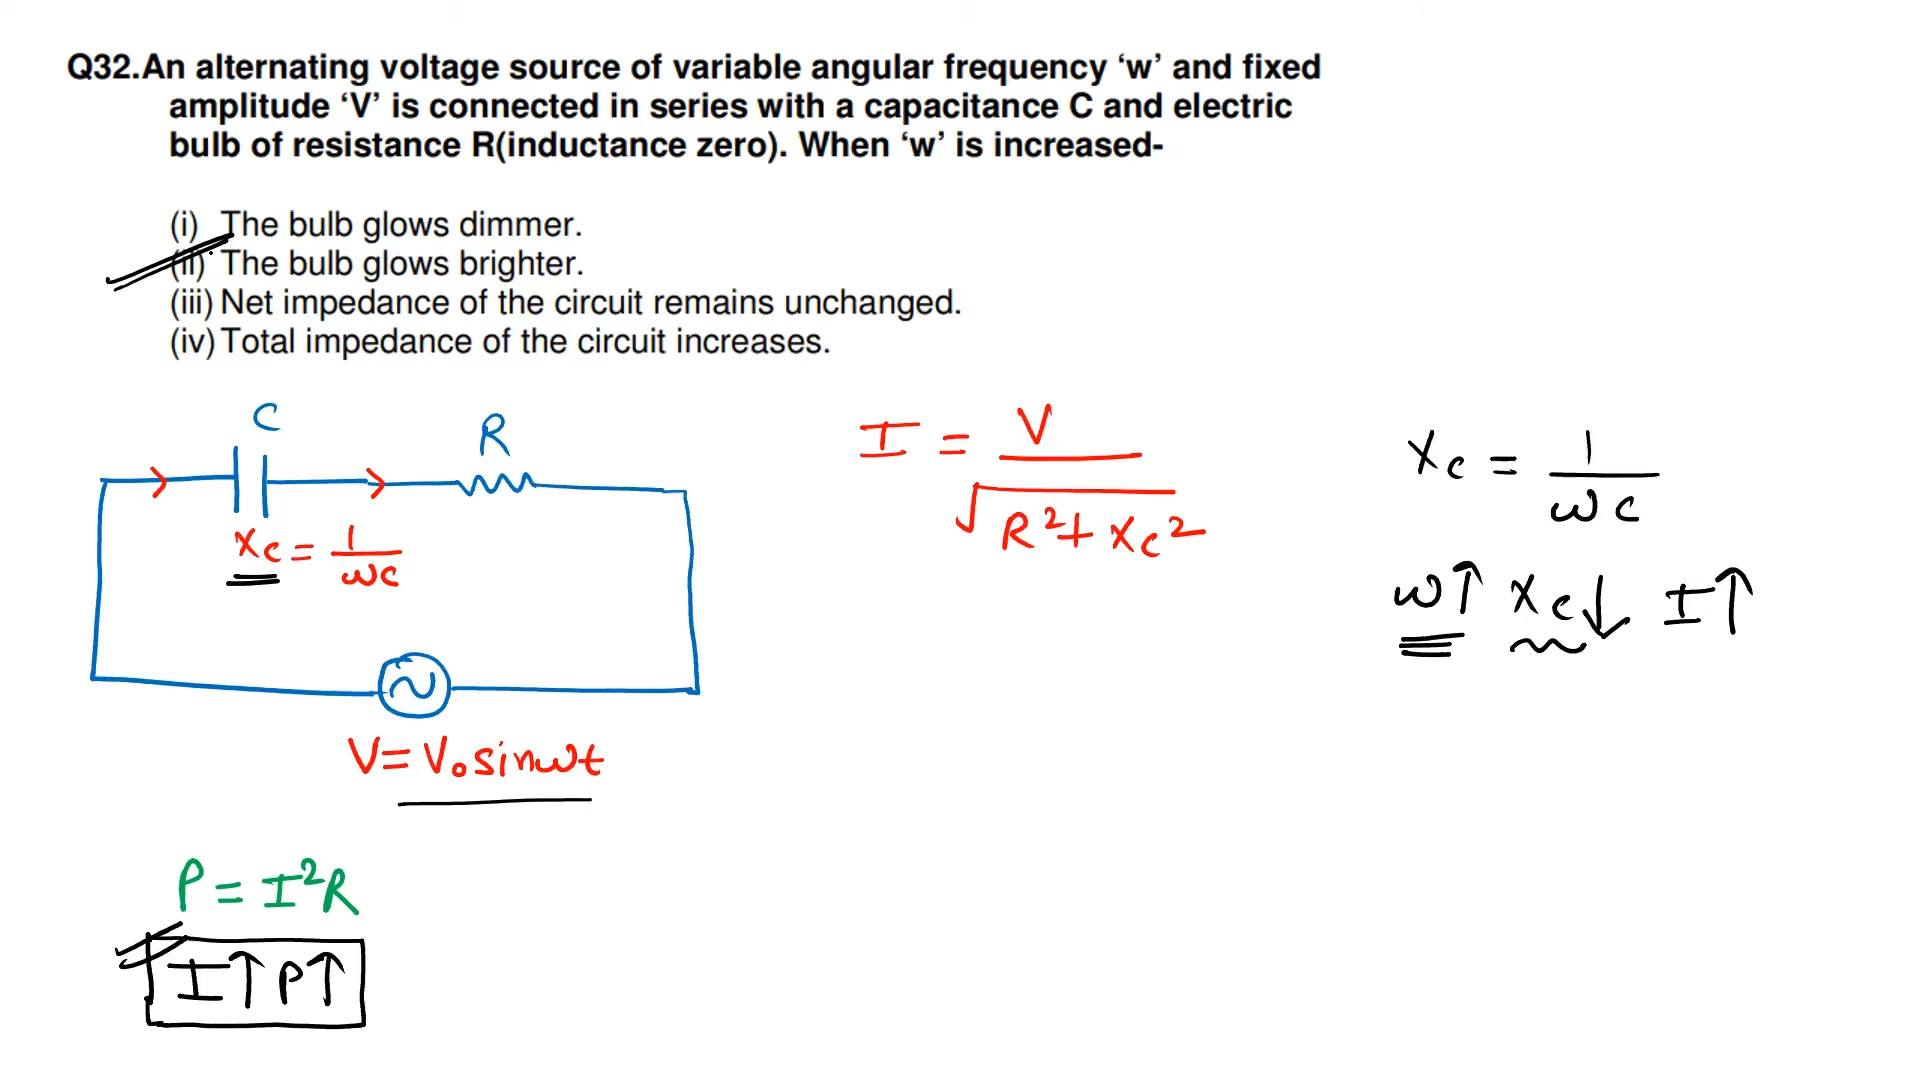 Q32.An alternating voltage source of variable angular frequency ‘w’ and fixed
amplitude ‘V’ is connected in series with a capacitance C and electric
bulb of resistance R(inductance zero). When ‘w’ is increased-
(i) The bulb glows dimmer.
(ii) The bulb glows brighter.
(iii) Net impedance of the circuit remains unchanged.
(iv) Total impedance of the circuit increases.
C
R
Xc = 1/ωc
V = V₀ sinωt
I = V/√R²+Xc²
Xc = 1/ωc
ω↑ Xc↓ I↑
P = I²R
I↑ P↑